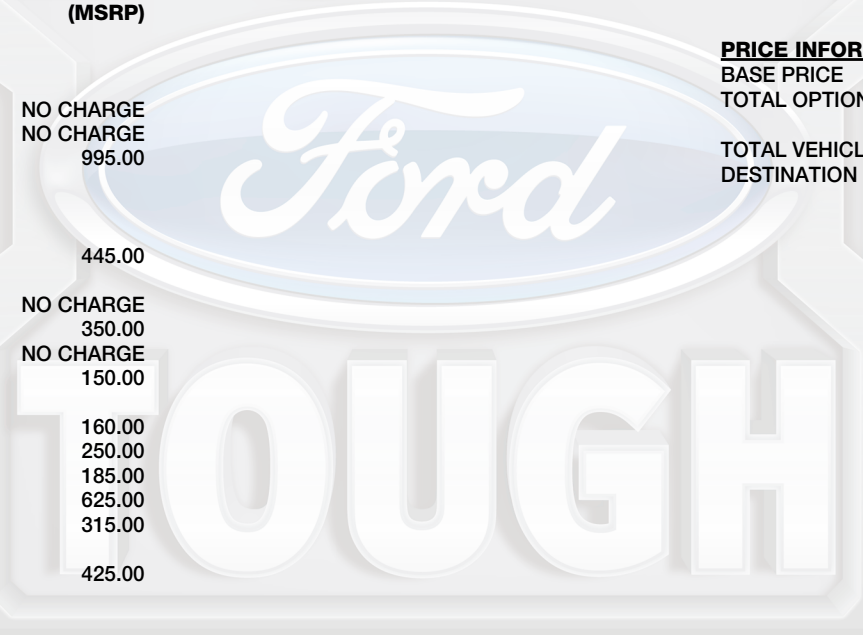 (MSRP)
NO CHARGE
NO CHARGE
995.00
445.00
NO CHARGE
350.00
NO CHARGE
150.00
160.00
250.00
185.00
625.00
315.00
425.00
PRICE INFOR
BASE PRICE
TOTAL OPTION
TOTAL VEHICL
DESTINATION
Ford
TOUGH